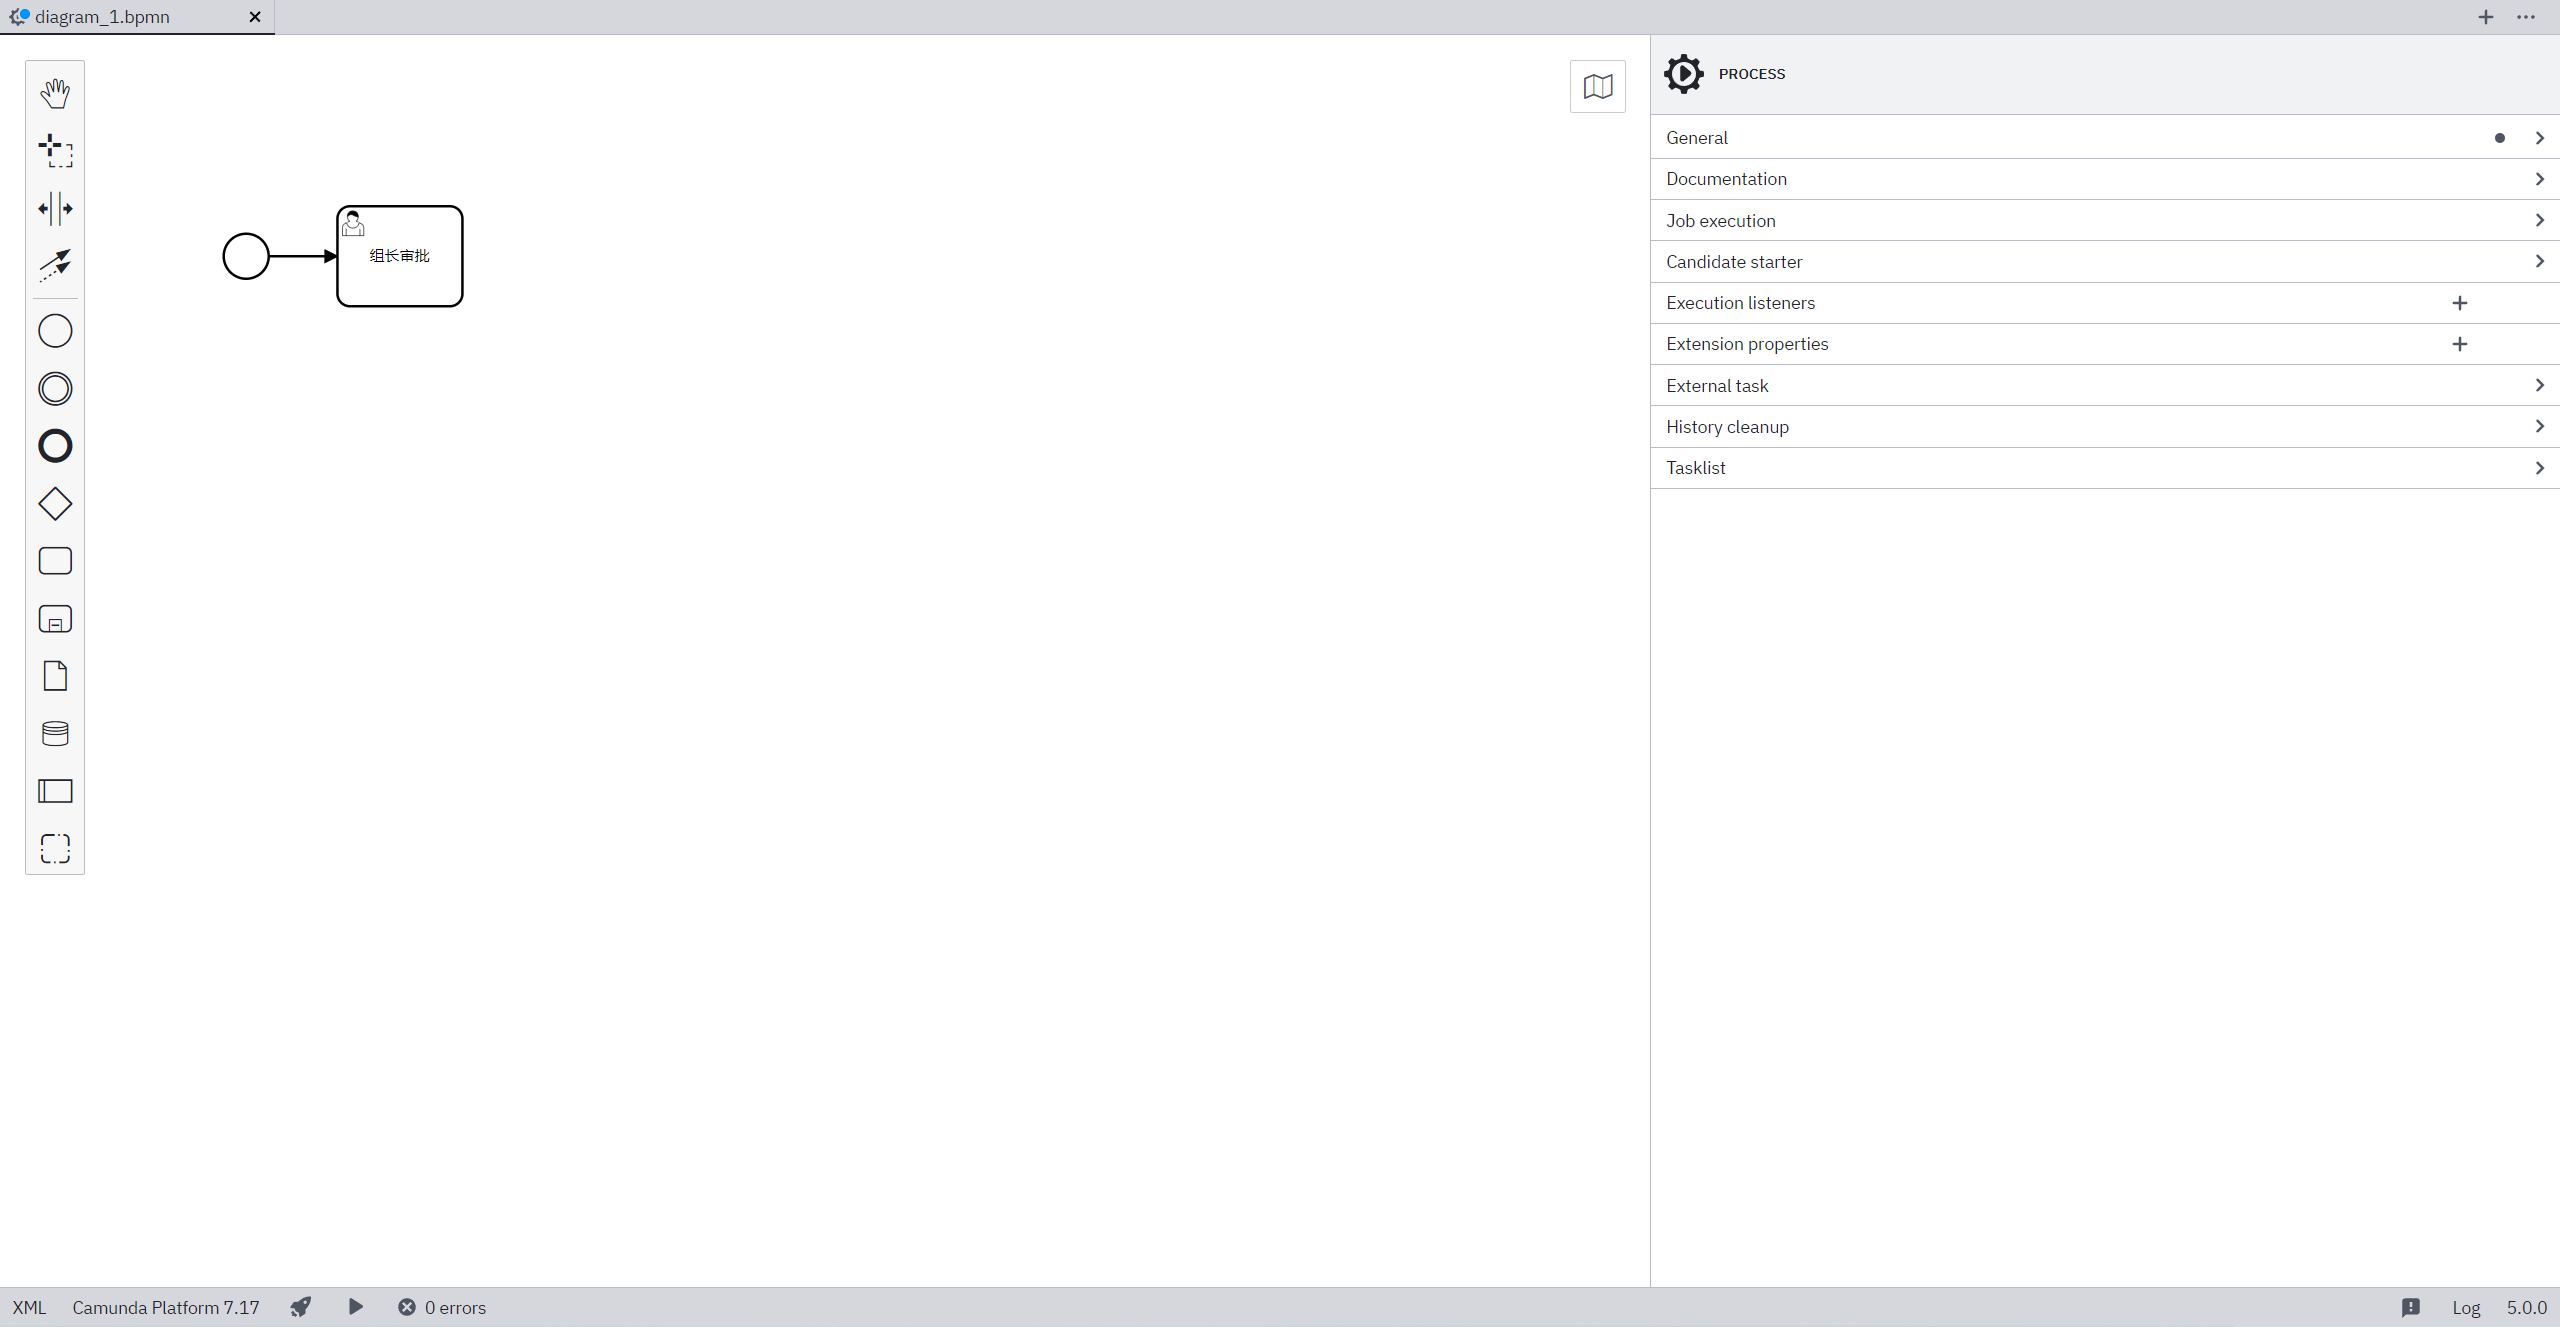 diagram_1.bpmn
PROCESS
General
Documentation
Job execution
Candidate starter
Execution listeners
Extension properties
External task
History cleanup
Tasklist
组长审批
XML Camunda Platform 7.17 0 errors Log 5.0.0